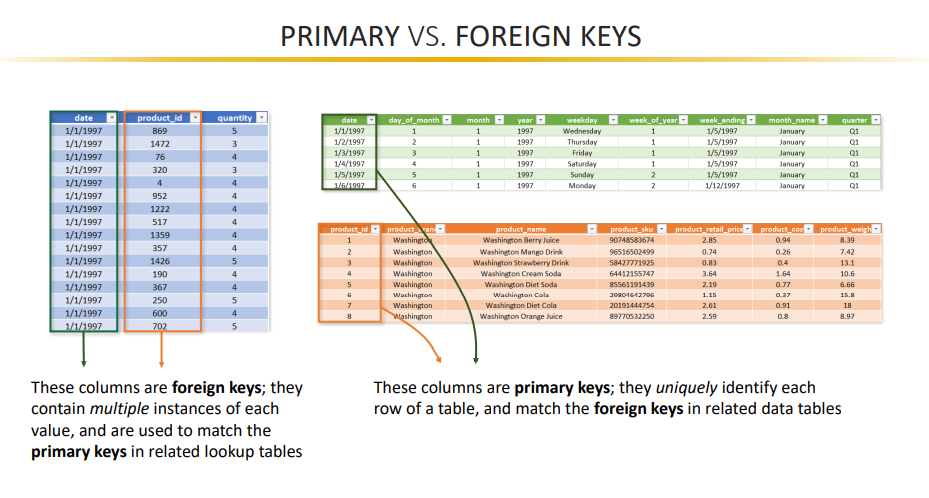 PRIMARY VS. FOREIGN KEYS
date product_id quantity
1/1/1997 869 5
1/1/1997 1472 3
1/1/1997 76 4
1/1/1997 320 3
1/1/1997 4 4
1/1/1997 952 4
1/1/1997 1222 4
1/1/1997 517 4
1/1/1997 1359 4
1/1/1997 357 4
1/1/1997 1426 5
1/1/1997 190 4
1/1/1997 367 4
1/1/1997 250 5
1/1/1997 600 4
1/1/1997 702 5
date day_of_month month year weekday week_of_year week_ending month_name quarter
1/1/1997 1 1 1997 Wednesday 1 1/5/1997 January Q1
1/2/1997 2 1 1997 Thursday 1 1/5/1997 January Q1
1/3/1997 3 1 1997 Friday 1 1/5/1997 January Q1
1/4/1997 4 1 1997 Saturday 1 1/5/1997 January Q1
1/5/1997 5 1 1997 Sunday 2 1/5/1997 January Q1
1/6/1997 6 1 1997 Monday 2 1/12/1997 January Q1
product_id product_bran product_name product_sku product_retail_price product_cost product_weigh
1 Washington Washington Berry Juice 90748583674 2.85 0.94 8.39
2 Washington Washington Mango Drink 96516502499 0.74 0.26 7.42
3 Washington Washington Strawberry Drink 58427771925 0.83 0.4 13.1
4 Washington Washington Cream Soda 64412155747 3.64 1.64 10.6
5 Washington Washington Diet Soda 85561191439 2.19 0.77 6.66
6 Washington Washington Cola 29804642796 1.15 0.37 15.8
7 Washington Washington Diet Cola 20191444754 2.61 0.91 18
8 Washington Washington Orange Juice 89770532250 2.59 0.8 8.97
These columns are foreign keys; they
contain multiple instances of each
value, and are used to match the
primary keys in related lookup tables
These columns are primary keys; they uniquely identify each
row of a table, and match the foreign keys in related data tables